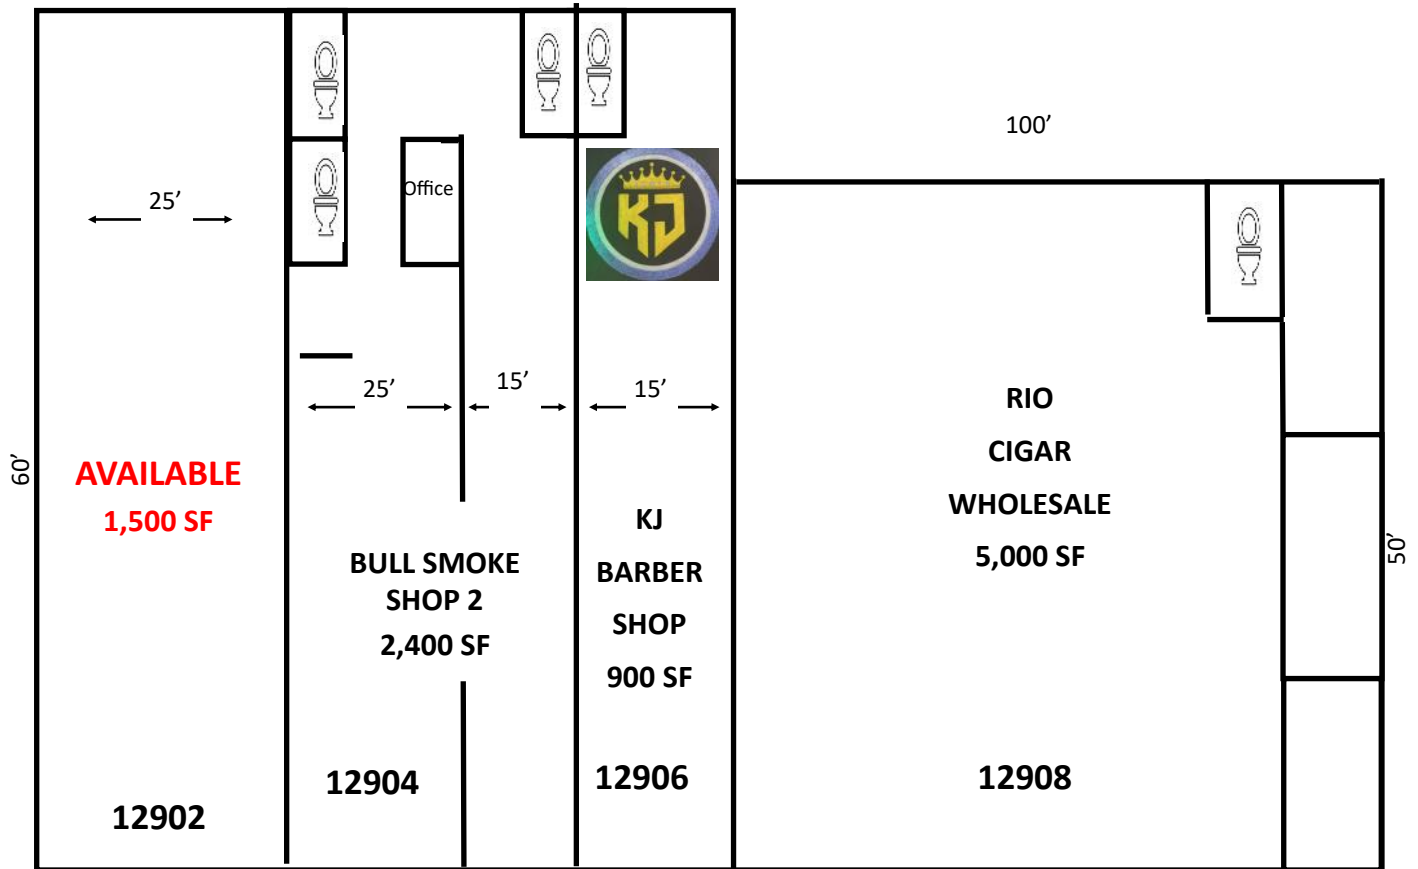 100’
25’
Office
KJ
25’
15’
15’
60’
AVAILABLE
1,500 SF
BULL SMOKE
SHOP 2
2,400 SF
KJ
BARBER
SHOP
900 SF
RIO
CIGAR
WHOLESALE
5,000 SF
50’
12902
12904
12906
12908